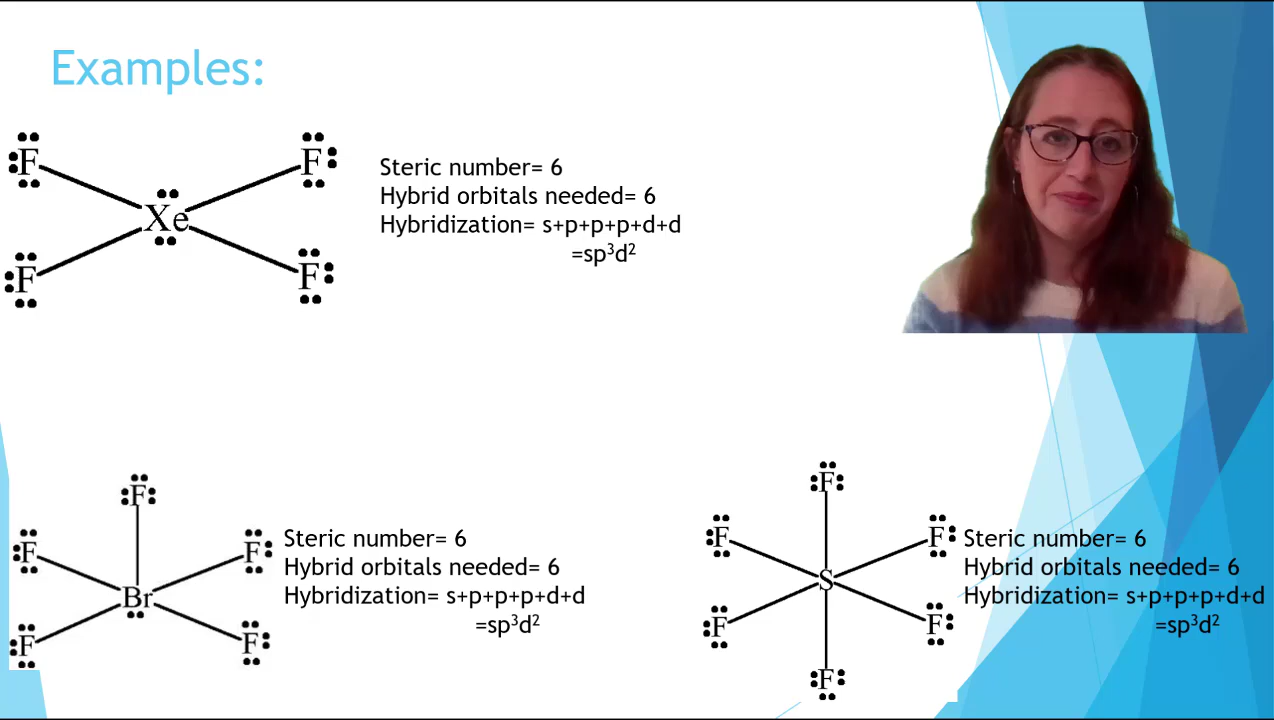 Examples:
F F
Xe
F F
Steric number= 6
Hybrid orbitals needed= 6
Hybridization= s+p+p+p+d+d
=sp³d²
F
F F
Br
F F
Steric number= 6
Hybrid orbitals needed= 6
Hybridization= s+p+p+p+d+d
=sp³d²
F
F F
S
F F
F
Steric number= 6
Hybrid orbitals needed= 6
Hybridization= s+p+p+p+d+d
=sp³d²